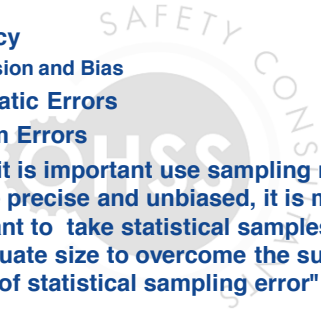 cy
sion and Bias
atic Errors
m Errors
it is important use sampling
precise and unbiased, it is
ant to take statistical samples
uate size to overcome the su
of statistical sampling error"
SAFETY